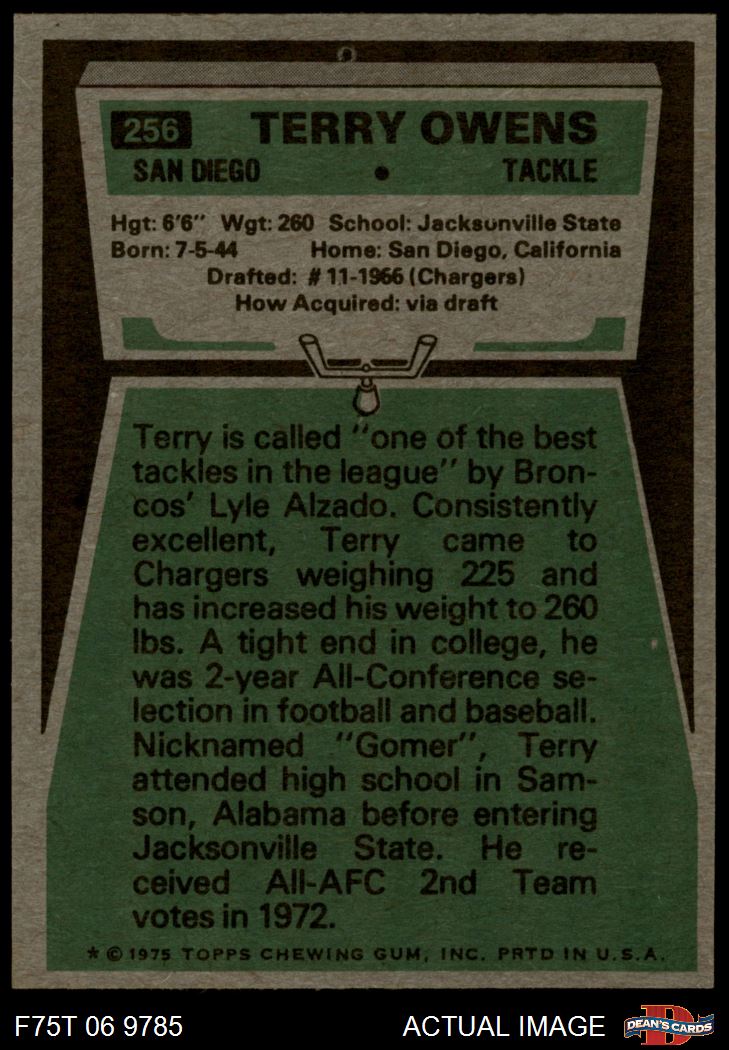 256 TERRY OWENS
SAN DIEGO • TACKLE
Hgt: 6'6" Wgt: 260 School: Jacksonville State
Born: 7-5-44 Home: San Diego, California
Drafted: #11-1966 (Chargers)
How Acquired: via draft
Terry is called "one of the best
tackles in the league" by Bron-
cos' Lyle Alzado. Consistently
excellent, Terry came to
Chargers weighing 225 and
has increased his weight to 260
lbs. A tight end in college, he
was 2-year All-Conference se-
lection in football and baseball.
Nicknamed "Gomer", Terry
attended high school in Sam-
son, Alabama before entering
Jacksonville State. He re-
ceived All-AFC 2nd Team
votes in 1972.
* © 1975 TOPPS CHEWING GUM, INC. PRTD IN U.S.A.
F75T 06 9785 ACTUAL IMAGE DEAN'S CARDS